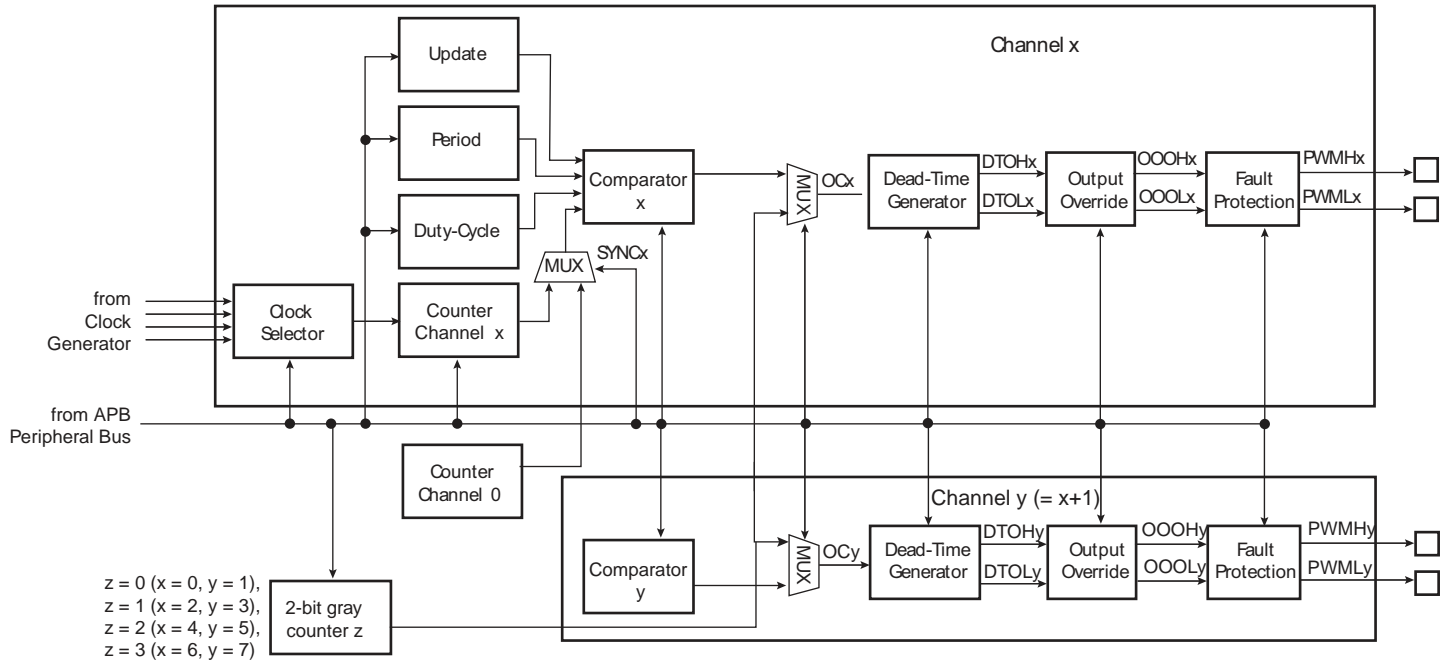 Channel x
Update
Period
Comparator
x
Duty-Cycle
MUX
SYNCx
MUX
OCx
Dead-Time
Generator
DTOHx
DTOLx
Output
Override
OOOHx
OOOLx
Fault
Protection
PWMHx
PWMLx
from
Clock
Generator
Clock
Selector
Counter
Channel x
from APB
Peripheral Bus
Counter
Channel 0
Channel y (= x+1)
Comparator
y
MUX
OCy
Dead-Time
Generator
DTOHy
DTOLy
Output
Override
OOOHy
OOOLy
Fault
Protection
PWMHy
PWMLy
z = 0 (x = 0, y = 1),
z = 1 (x = 2, y = 3),
z = 2 (x = 4, y = 5),
z = 3 (x = 6, y = 7)
2-bit gray
counter z